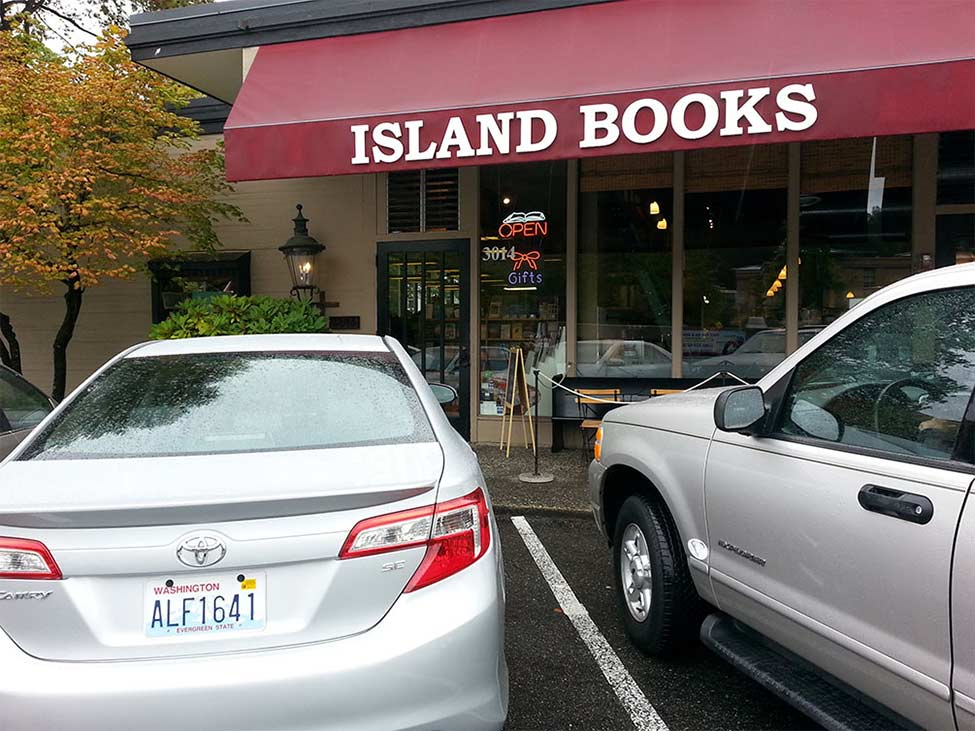 ISLAND BOOKS
OPEN
3014
Gifts
CAMRY
SE
WASHINGTON
ALF1641
EVERGREEN STATE